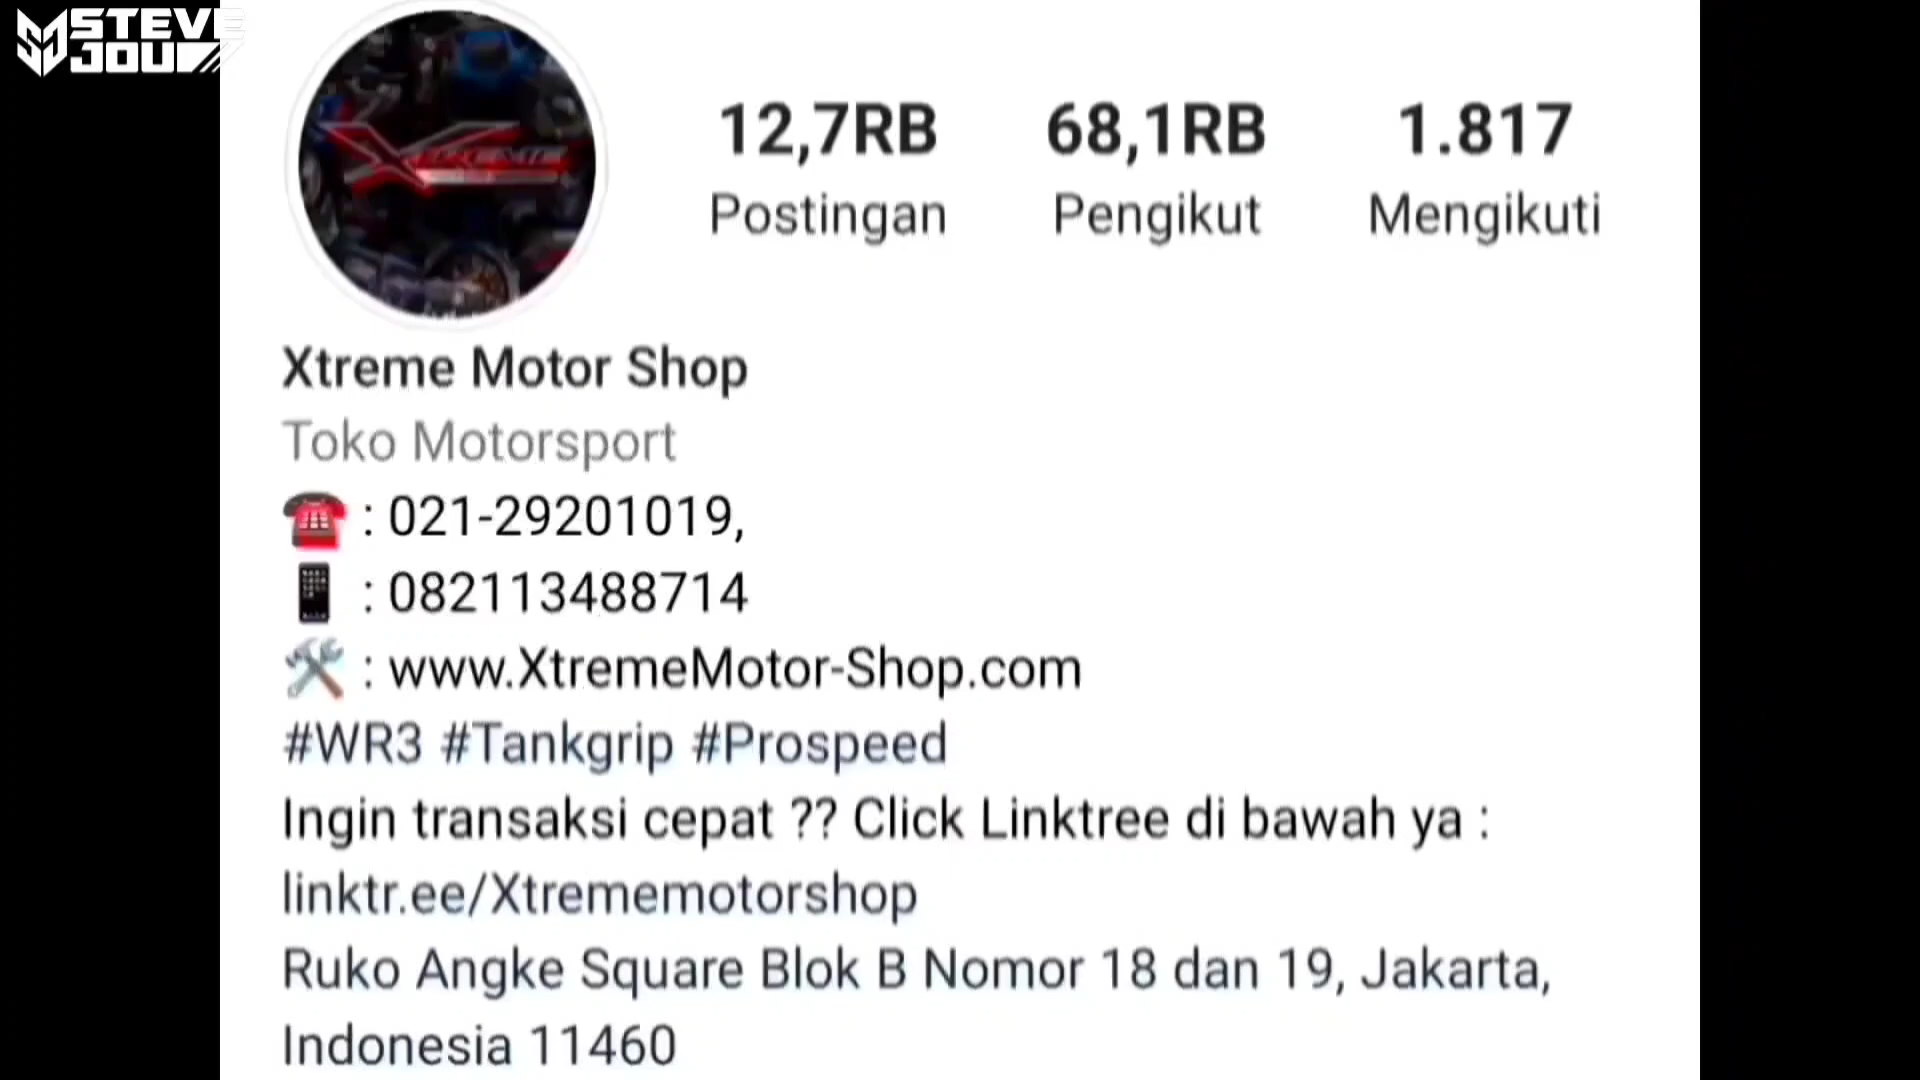 STEVE
JOU
12,7RB 68,1RB 1.817
Postingan Pengikut Mengikuti
Xtreme Motor Shop
Toko Motorsport
: 021-29201019,
: 082113488714
: www.XtremeMotor-Shop.com
#WR3 #Tankgrip #Prospeed
Ingin transaksi cepat ?? Click Linktree di bawah ya :
linktr.ee/Xtrememotorshop
Ruko Angke Square Blok B Nomor 18 dan 19, Jakarta,
Indonesia 11460